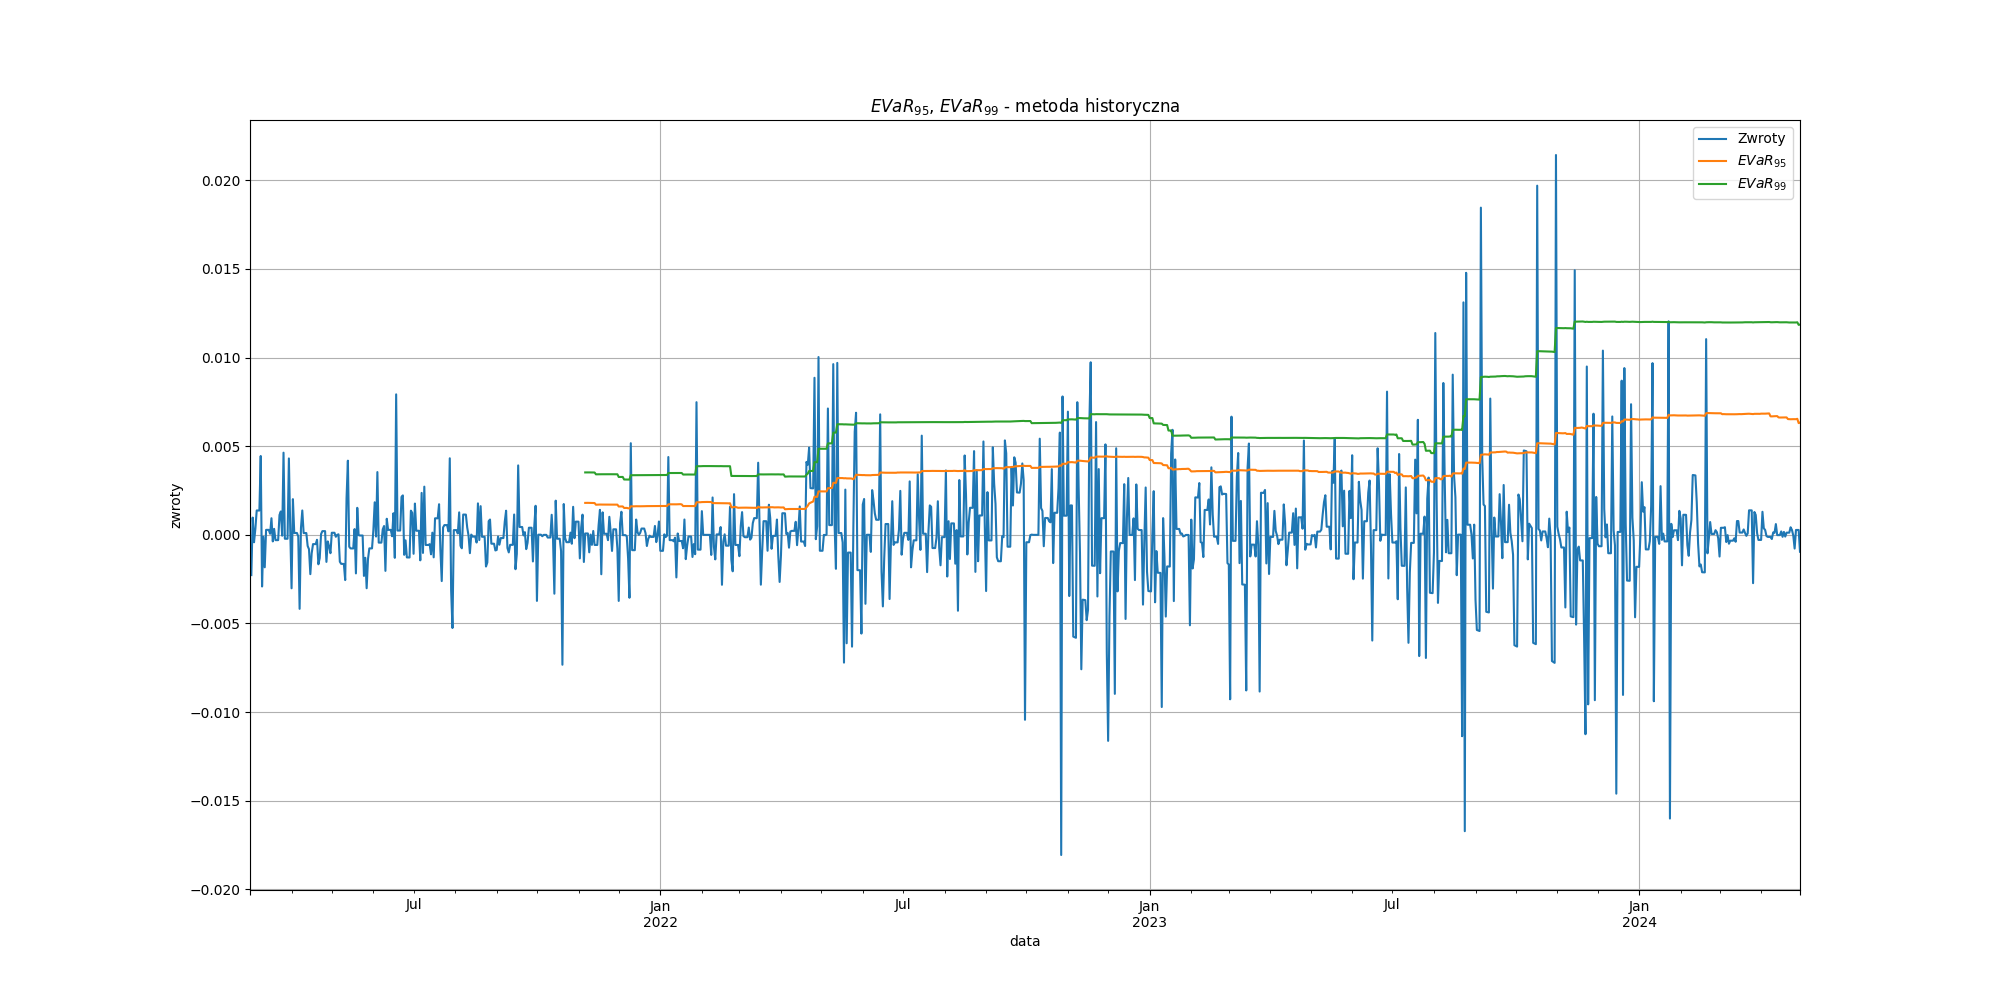 EVaR₉₅, EVaR₉₉ - metoda historyczna
Zwroty
EVaR₉₅
EVaR₉₉
zwroty
0.020
0.015
0.010
0.005
0.000
−0.005
−0.010
−0.015
−0.020
Jul
Jan
2022
Jul
Jan
2023
Jul
Jan
2024
data